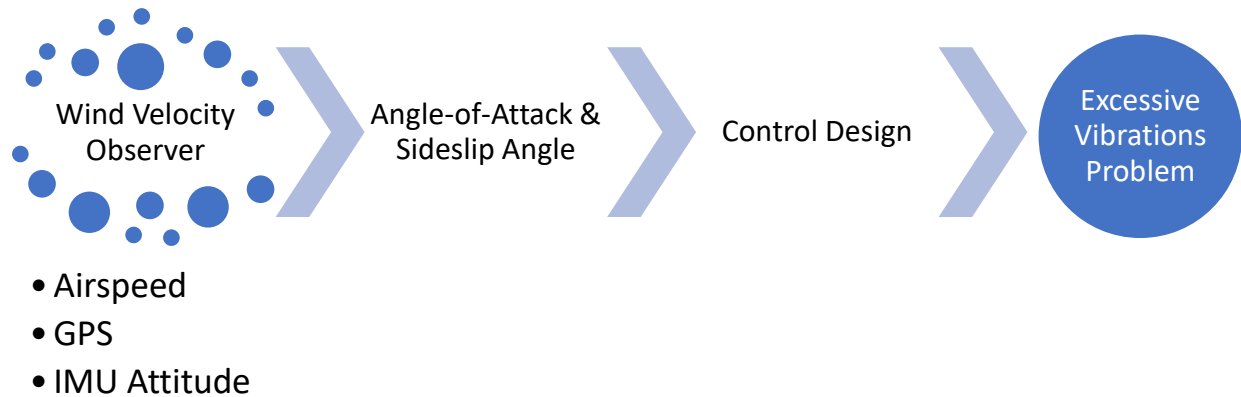 Wind Velocity
Observer
Angle-of-Attack &
Sideslip Angle
Control Design
Excessive
Vibrations
Problem
• Airspeed
• GPS
• IMU Attitude